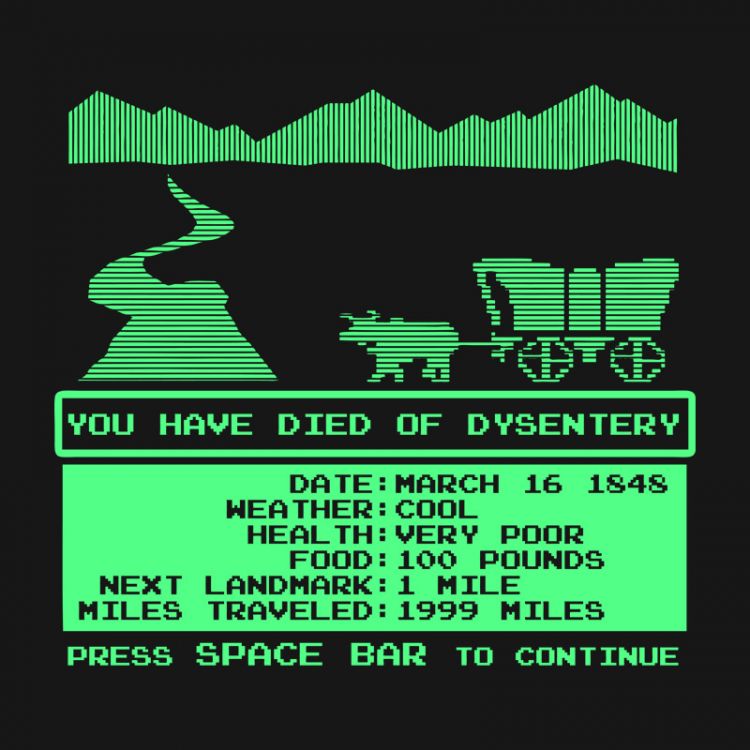 YOU HAVE DIED OF DYSENTERY
DATE: MARCH 16 1848
WEATHER: COOL
HEALTH: VERY POOR
FOOD: 100 POUNDS
NEXT LANDMARK: 1 MILE
MILES TRAVELED: 1999 MILES
PRESS SPACE BAR TO CONTINUE